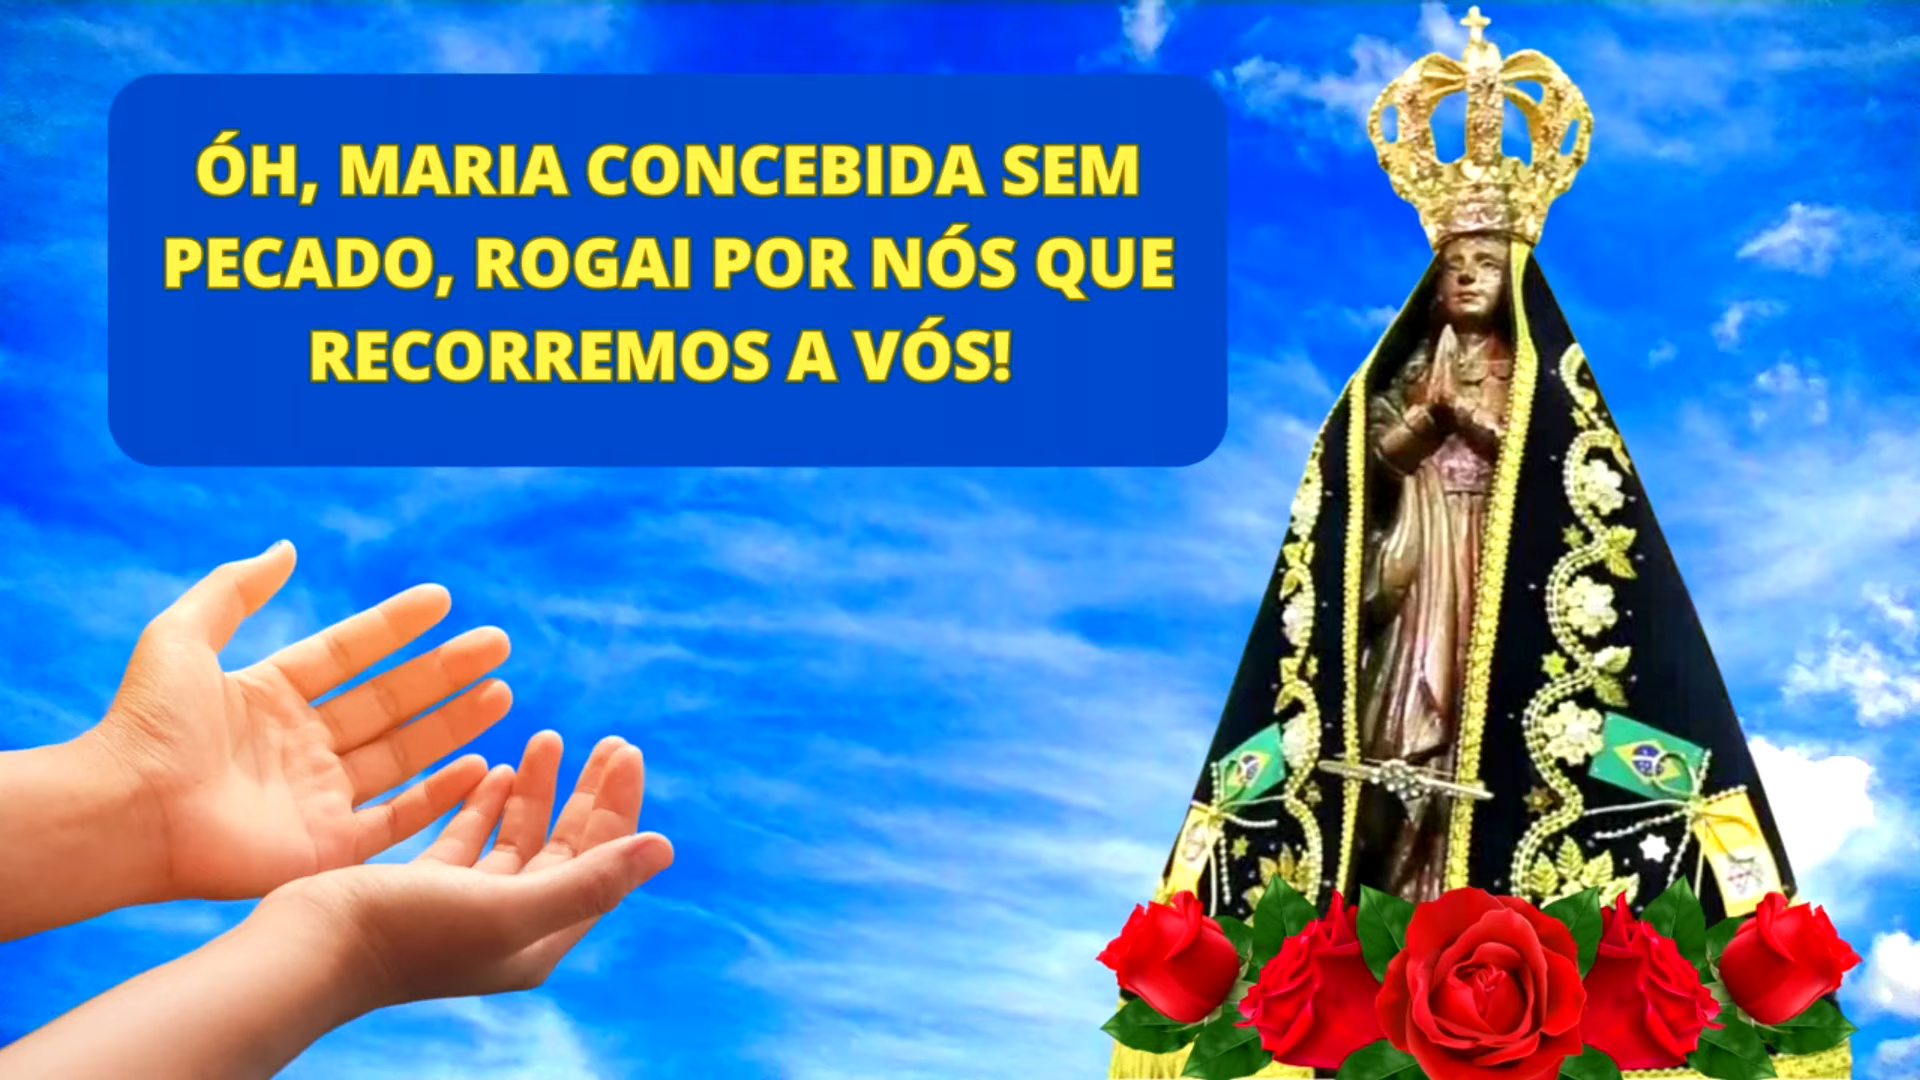 ÓH, MARIA CONCEBIDA SEM
PECADO, ROGAI POR NÓS QUE
RECORREMOS A VÓS!